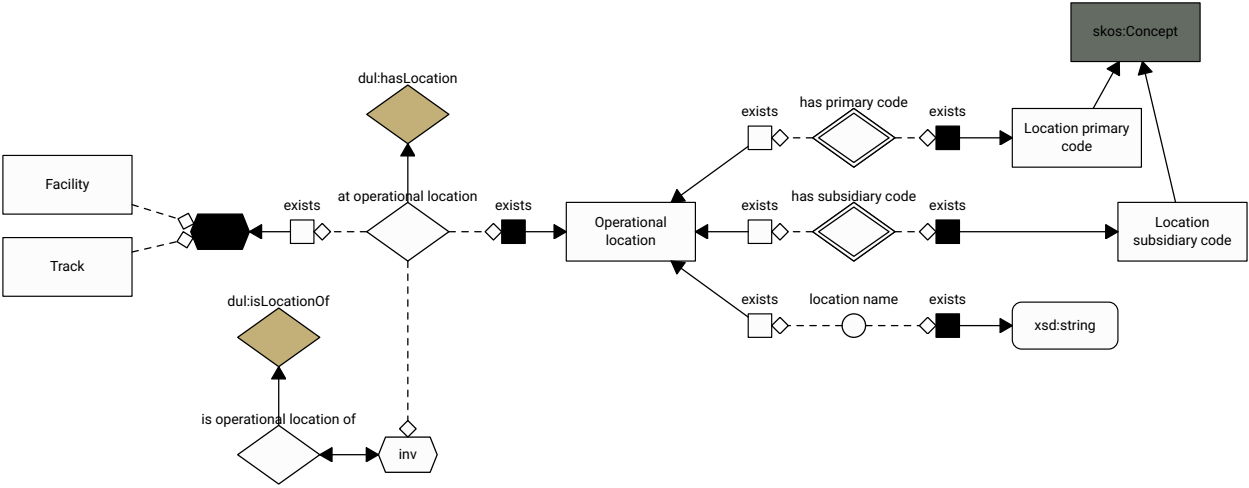 skos:Concept
dul:hasLocation
exists
has primary code
exists
Location primary
code
Facility
exists
at operational location
exists
Operational
location
exists
has subsidiary code
exists
Location
subsidiary code
Track
dul:isLocationOf
exists
location name
exists
xsd:string
is operational location of
inv